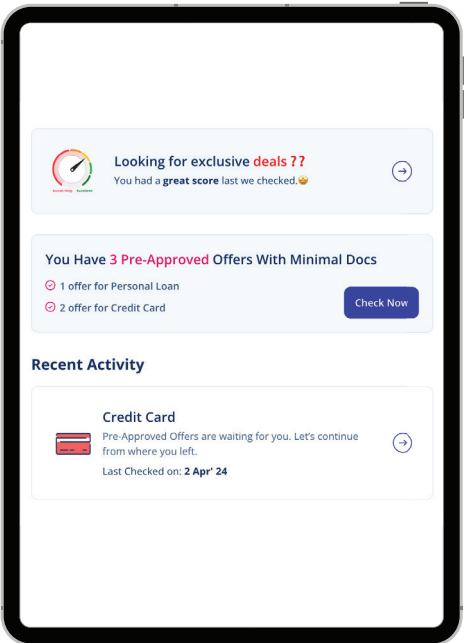 Looking for exclusive deals ??
You had a great score last we checked.🤩
You Have 3 Pre-Approved Offers With Minimal Docs
1 offer for Personal Loan
2 offer for Credit Card
Check Now
Recent Activity
Credit Card
Pre-Approved Offers are waiting for you. Let's continue
from where you left.
Last Checked on: 2 Apr' 24